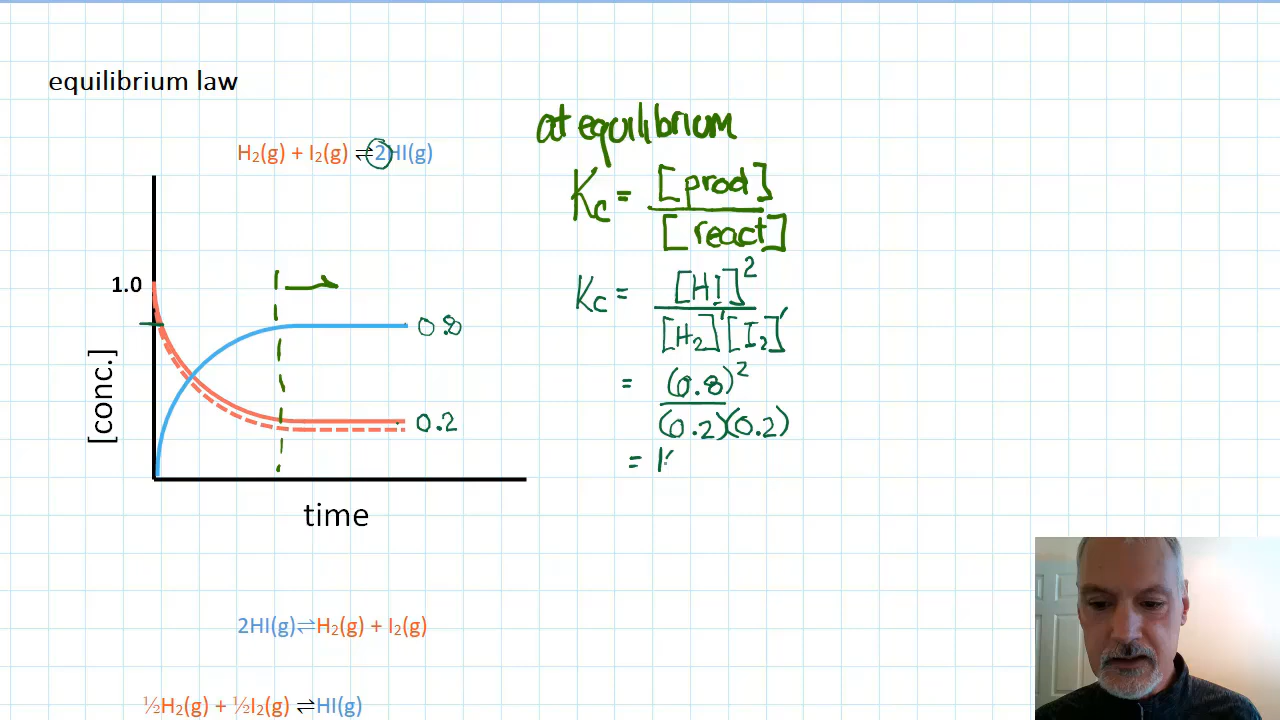 equilibrium law
H₂(g) + I₂(g) ⇌ 2HI(g)
1.0
[conc.]
0.8
0.2
time
at equilibrium
Kc = [prod] / [react]
Kc = [HI]² / [H₂]¹[I₂]¹
= (0.8)² / (0.2)(0.2)
= 1
2HI(g)⇌H₂(g) + I₂(g)
½H₂(g) + ½I₂(g) ⇌HI(g)